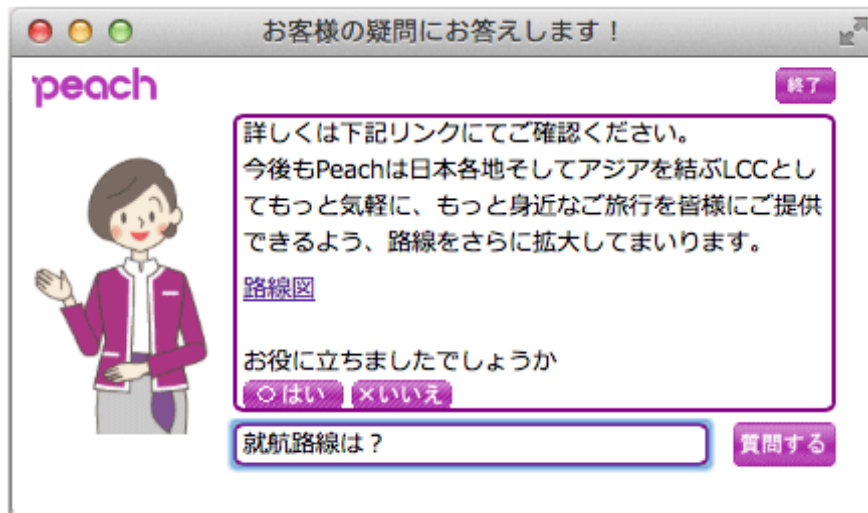 お客様の疑問にお答えします！
peach
終了
詳しくは下記リンクにてご確認ください。
今後もPeachは日本各地そしてアジアを結ぶLCCとし
てもっと気軽に、もっと身近なご旅行を皆様にご提供
できるよう、路線をさらに拡大してまいります。
路線図
お役に立ちましたでしょうか
○はい ×いいえ
就航路線は？ 質問する